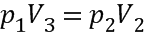 p₁V₃ = p₂V₂